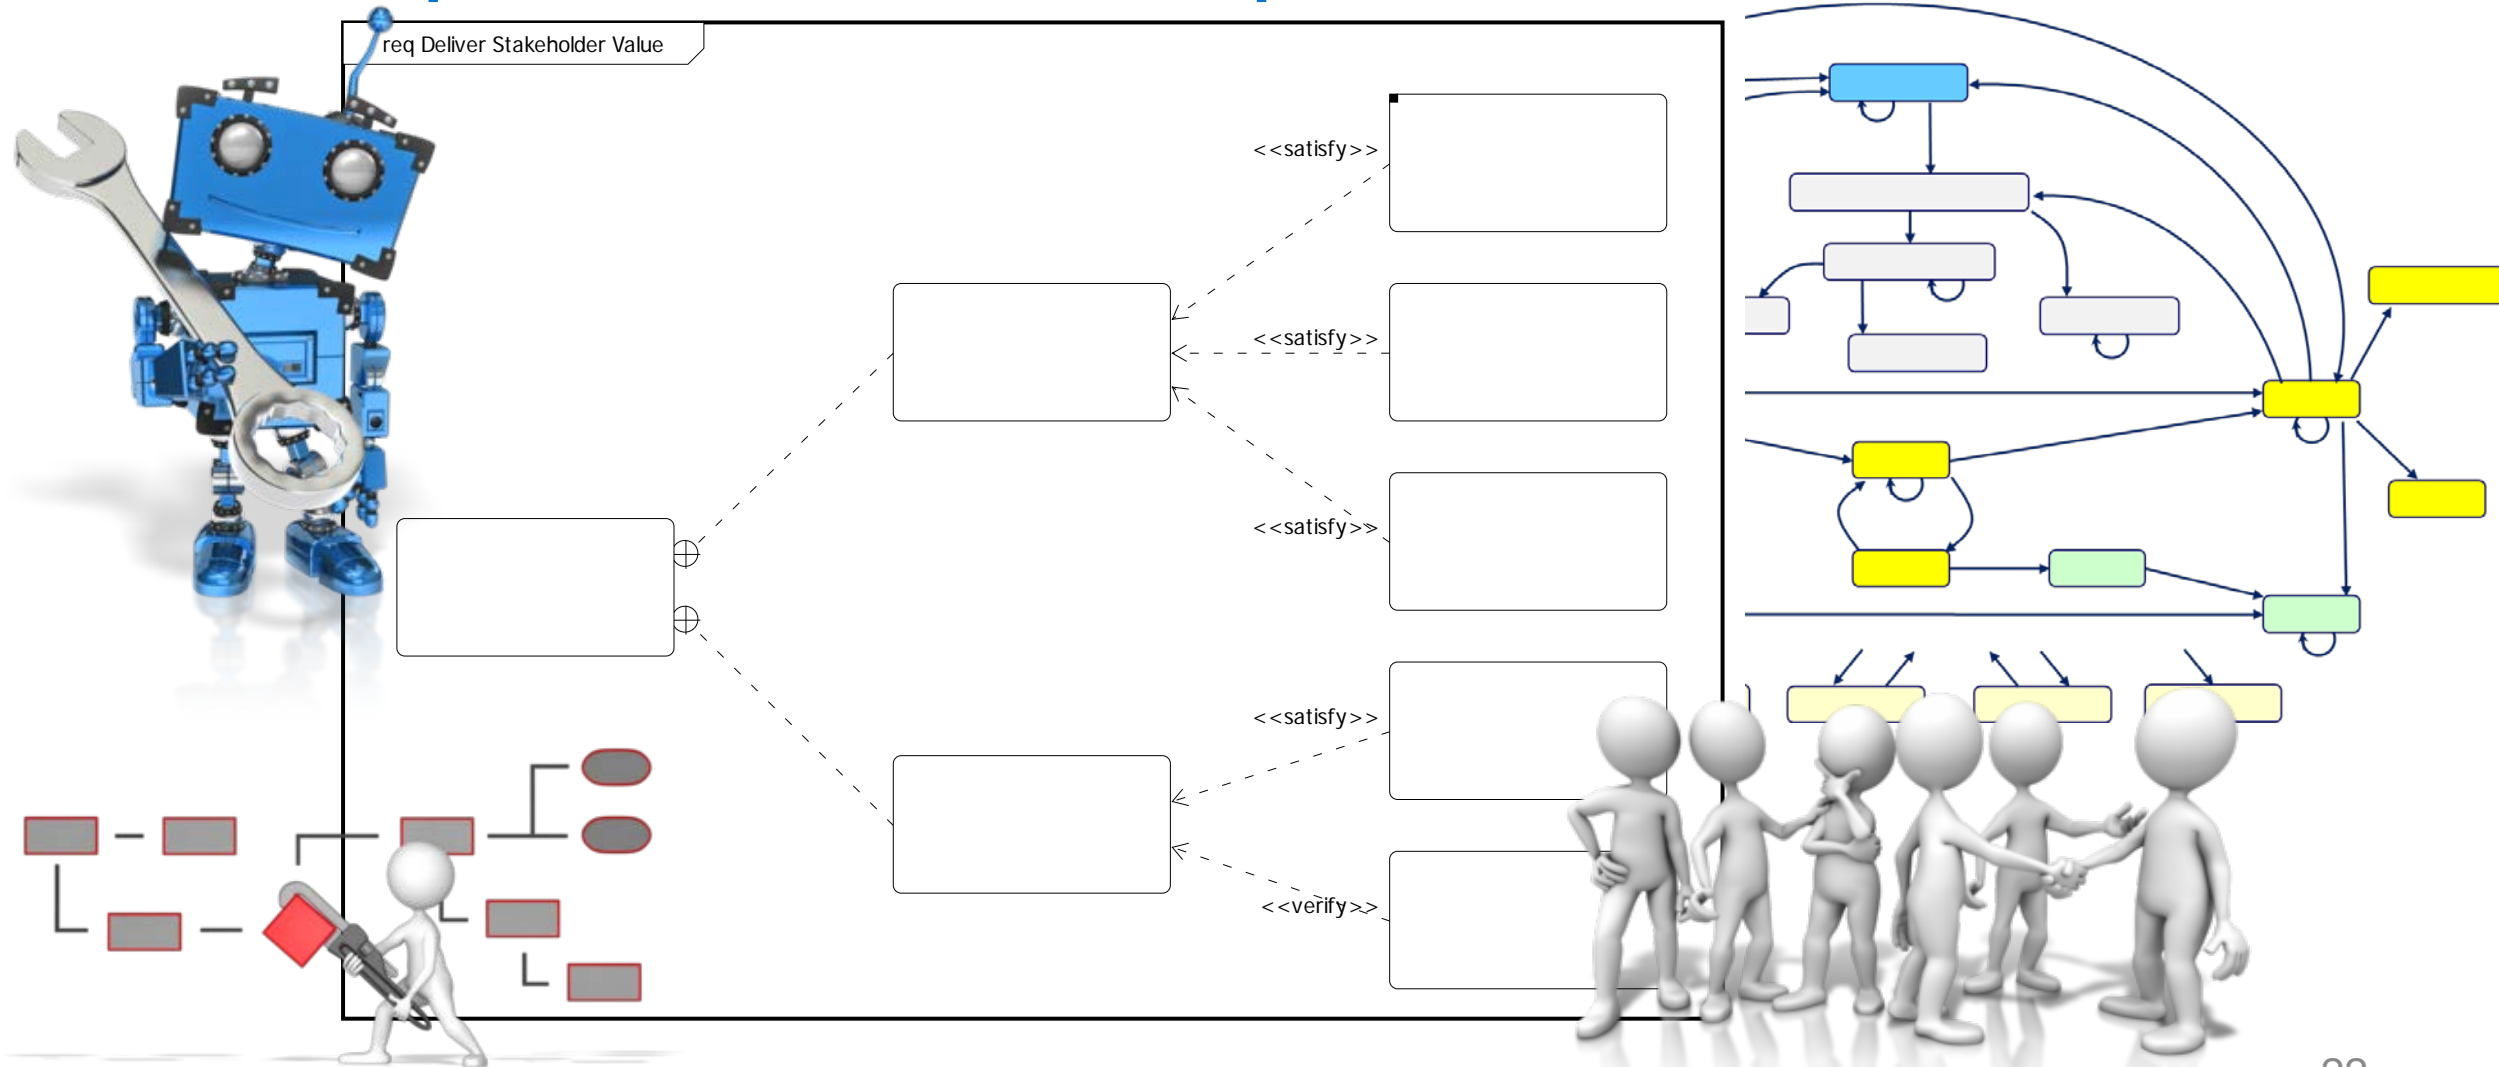 req Deliver Stakeholder Value
<<satisfy>>
<<satisfy>>
<<satisfy>>
<<satisfy>>
<<verify>>